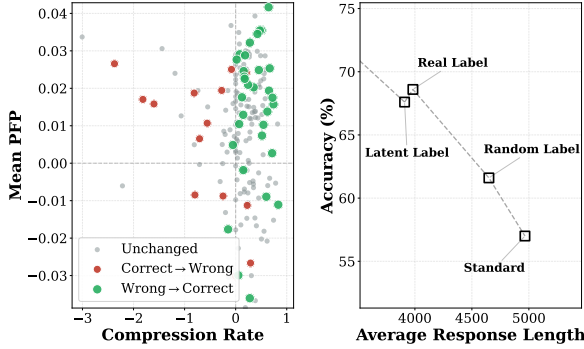 0.04
0.03
0.02
0.01
0.00
−0.01
−0.02
−0.03
Mean PFP
Unchanged
Correct→Wrong
Wrong→Correct
−3 −2 −1 0 1
Compression Rate
75
70
65
60
55
Accuracy (%)
Real Label
Latent Label
Random Label
Standard
4000 4500 5000
Average Response Length